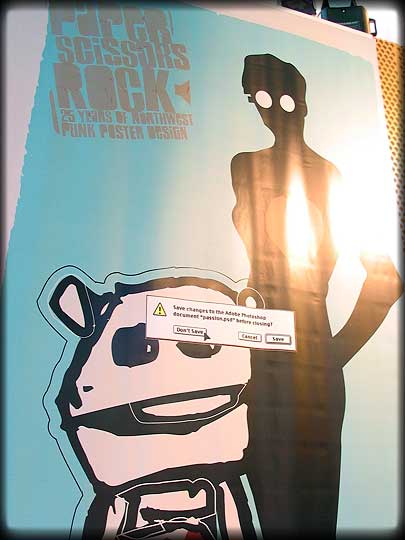 PAPER
SCISSORS
ROCK
25 YEARS OF NORTHWEST
PUNK POSTER DESIGN
Save changes to the Adobe Photoshop
document "passion.psd" before closing?
Don't Save
Cancel
Save